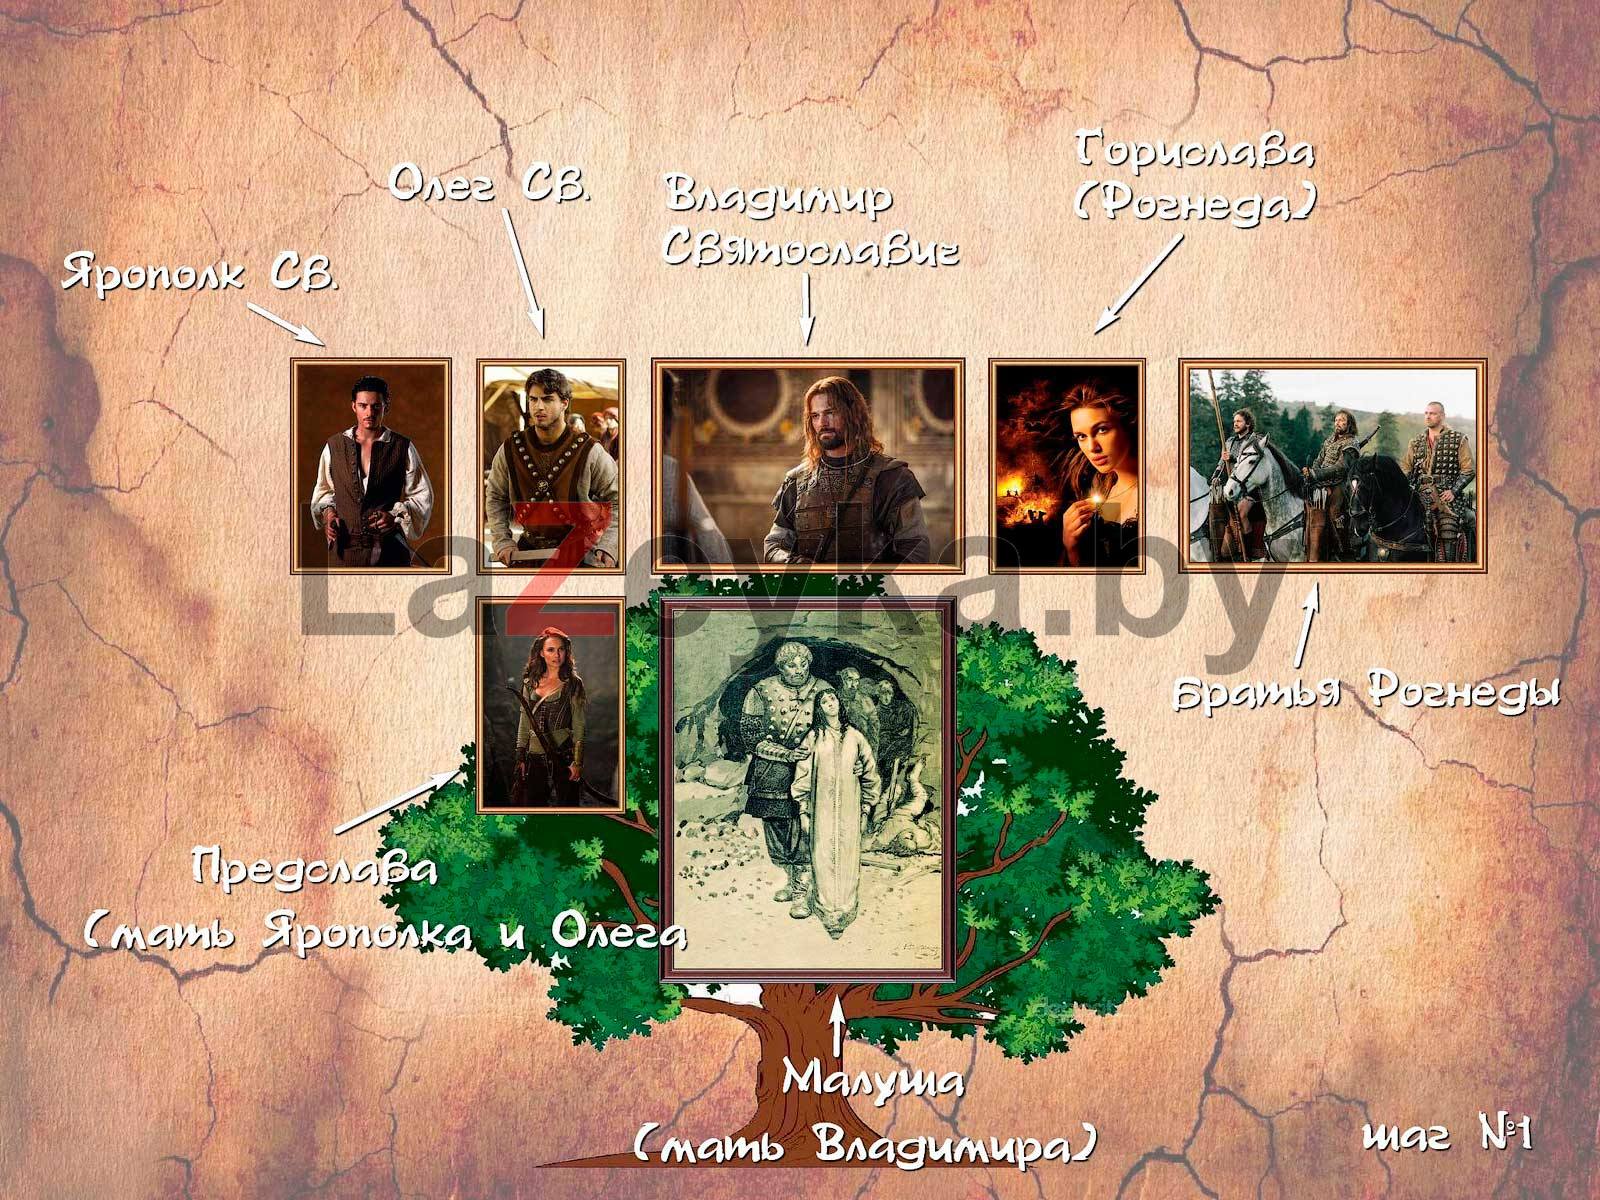 Горислава
(Рогнеда)
Олег Св.
Владимир
Святославич
Ярополк Св.
LaZeyka.by
Братья Рогнеды
Предслава
(мать Ярополка и Олега
Малуша
(мать Владимира)
шаг №1